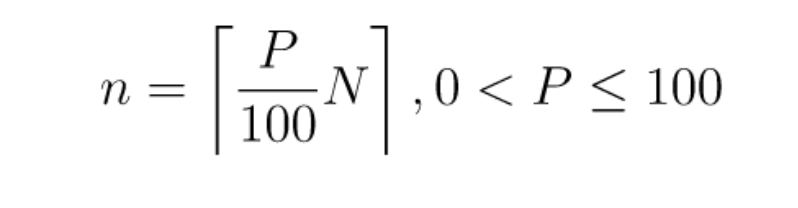 n = ⌈P/100 N⌉ , 0 < P ≤ 100